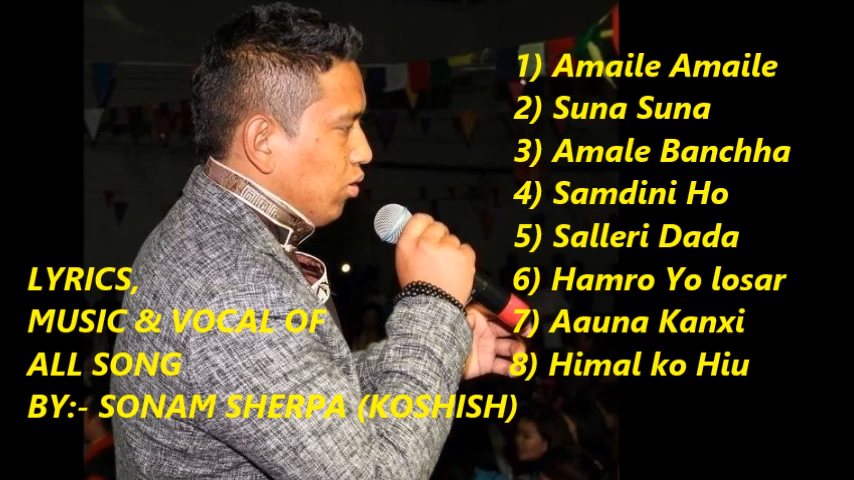 1) Amaile Amaile
2) Suna Suna
3) Amale Banchha
4) Samdini Ho
5) Salleri Dada
6) Hamro Yo losar
7) Aauna Kanxi
8) Himal ko Hiu
LYRICS,
MUSIC & VOCAL OF
ALL SONG
BY:- SONAM SHERPA (KOSHISH)